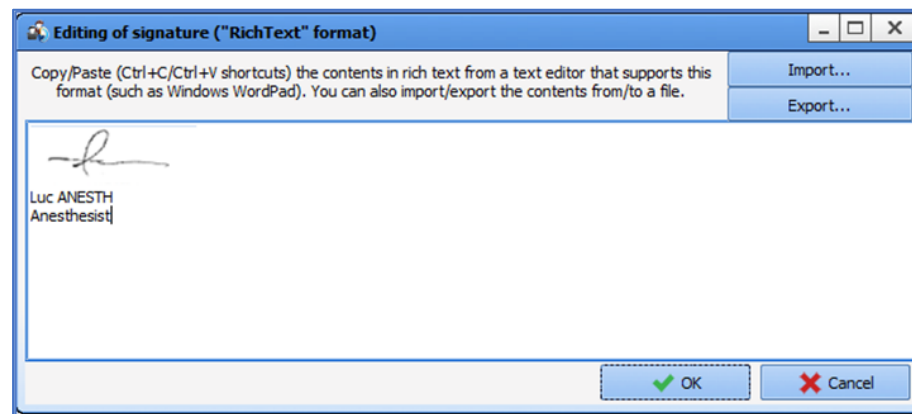 Editing of signature ("RichText" format)
Copy/Paste (Ctrl+C/Ctrl+V shortcuts) the contents in rich text from a text editor that supports this
format (such as Windows WordPad). You can also import/export the contents from/to a file.
Import...
Export...
Luc ANESTH
Anesthesist
OK
Cancel